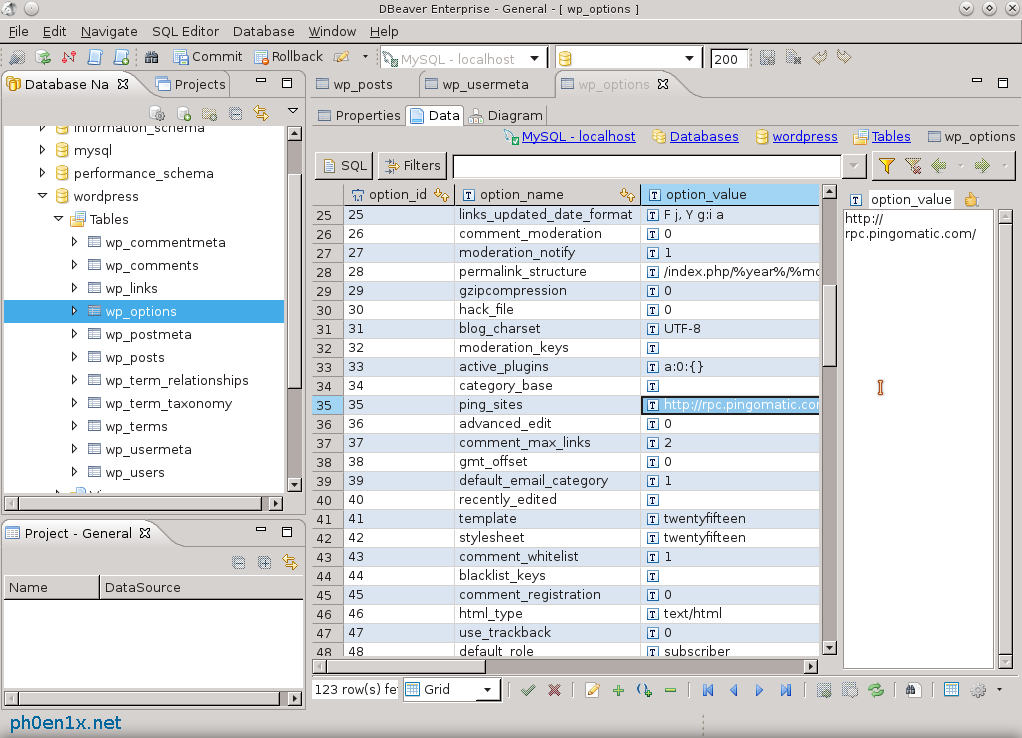 DBeaver Enterprise - General - [ wp_options ]
File Edit Navigate SQL Editor Database Window Help
Commit Rollback MySQL - localhost 200
Database Na Projects
wp_posts wp_usermeta wp_options
Properties Data Diagram
MySQL - localhost Databases wordpress Tables wp_options
SQL Filters
information_schema
mysql
performance_schema
wordpress
Tables
wp_commentmeta
wp_comments
wp_links
wp_options
wp_postmeta
wp_posts
wp_term_relationships
wp_term_taxonomy
wp_terms
wp_usermeta
wp_users
Project - General
Name DataSource
option_id option_name option_value
25 25 links_updated_date_format F j, Y g:i a
26 26 comment_moderation 0
27 27 moderation_notify 1
28 28 permalink_structure /index.php/%year%/%mo
29 29 gzipcompression 0
30 30 hack_file 0
31 31 blog_charset UTF-8
32 32 moderation_keys
33 33 active_plugins a:0:{}
34 34 category_base
35 35 ping_sites http://rpc.pingomatic.com
36 36 advanced_edit 0
37 37 comment_max_links 2
38 38 gmt_offset 0
39 39 default_email_category 1
40 40 recently_edited
41 41 template twentyfifteen
42 42 stylesheet twentyfifteen
43 43 comment_whitelist 1
44 44 blacklist_keys
45 45 comment_registration 0
46 46 html_type text/html
47 47 use_trackback 0
48 48 default_role subscriber
option_value
http://
rpc.pingomatic.com/
123 row(s) fe Grid
ph0en1x.net